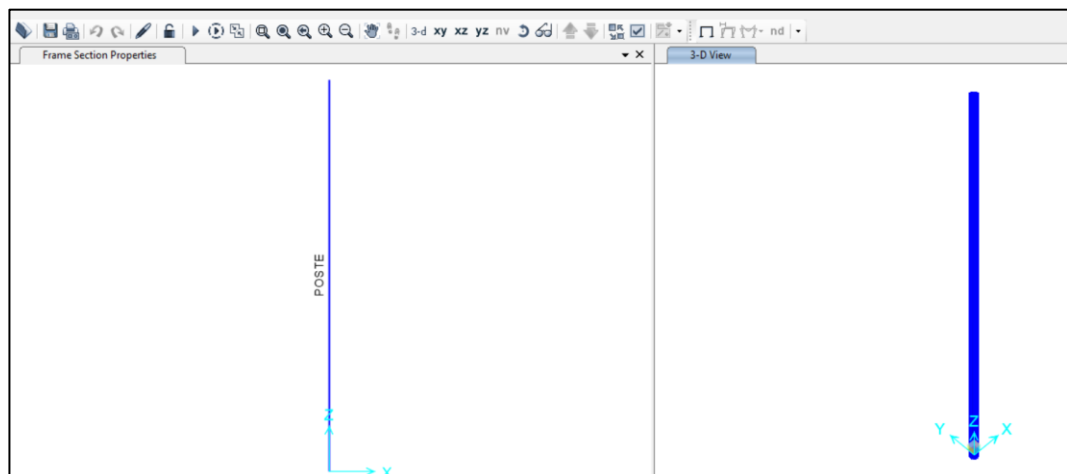 3-d xy xz yz nv nd
Frame Section Properties
3-D View
POSTE
Z
X
Y Z X